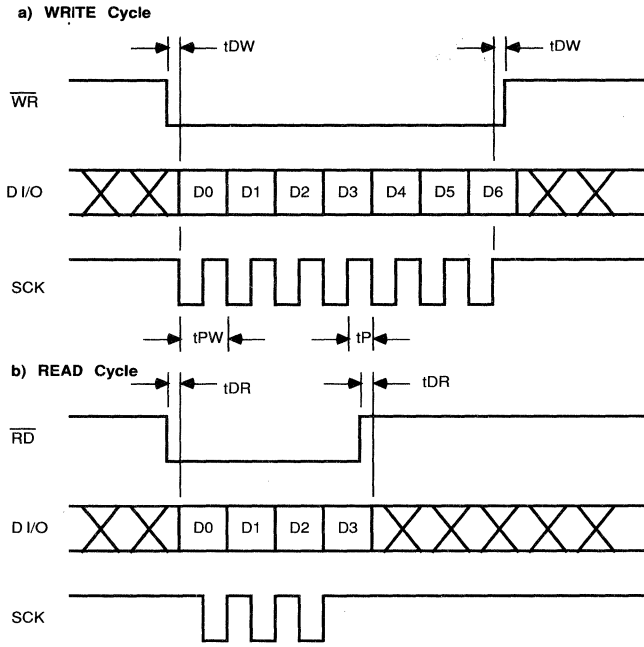 a) WRITE Cycle
tDW tDW
WR
D I/O D0 D1 D2 D3 D4 D5 D6
SCK
tPW tP
b) READ Cycle
tDR tDR
RD
D I/O D0 D1 D2 D3
SCK